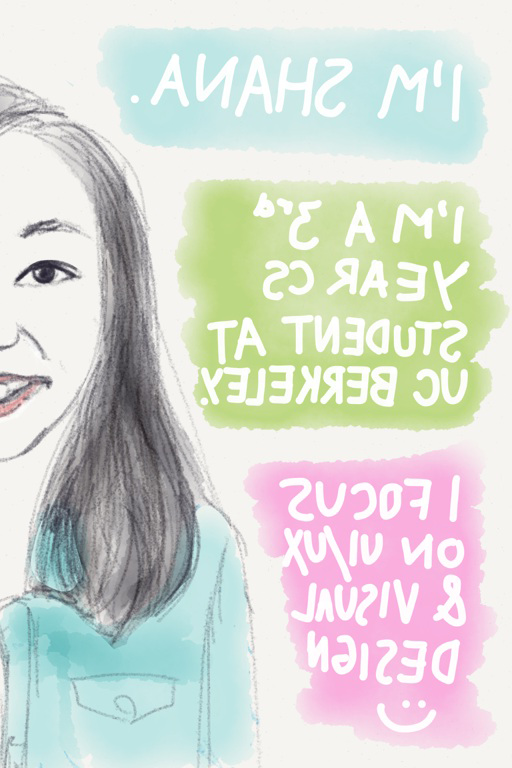 I'M SHANA.
I'M A 3rd
YEAR CS
STUDENT AT
UC BERKELEY.
I FOCUS
ON UI/UX
& VISUAL
DESIGN